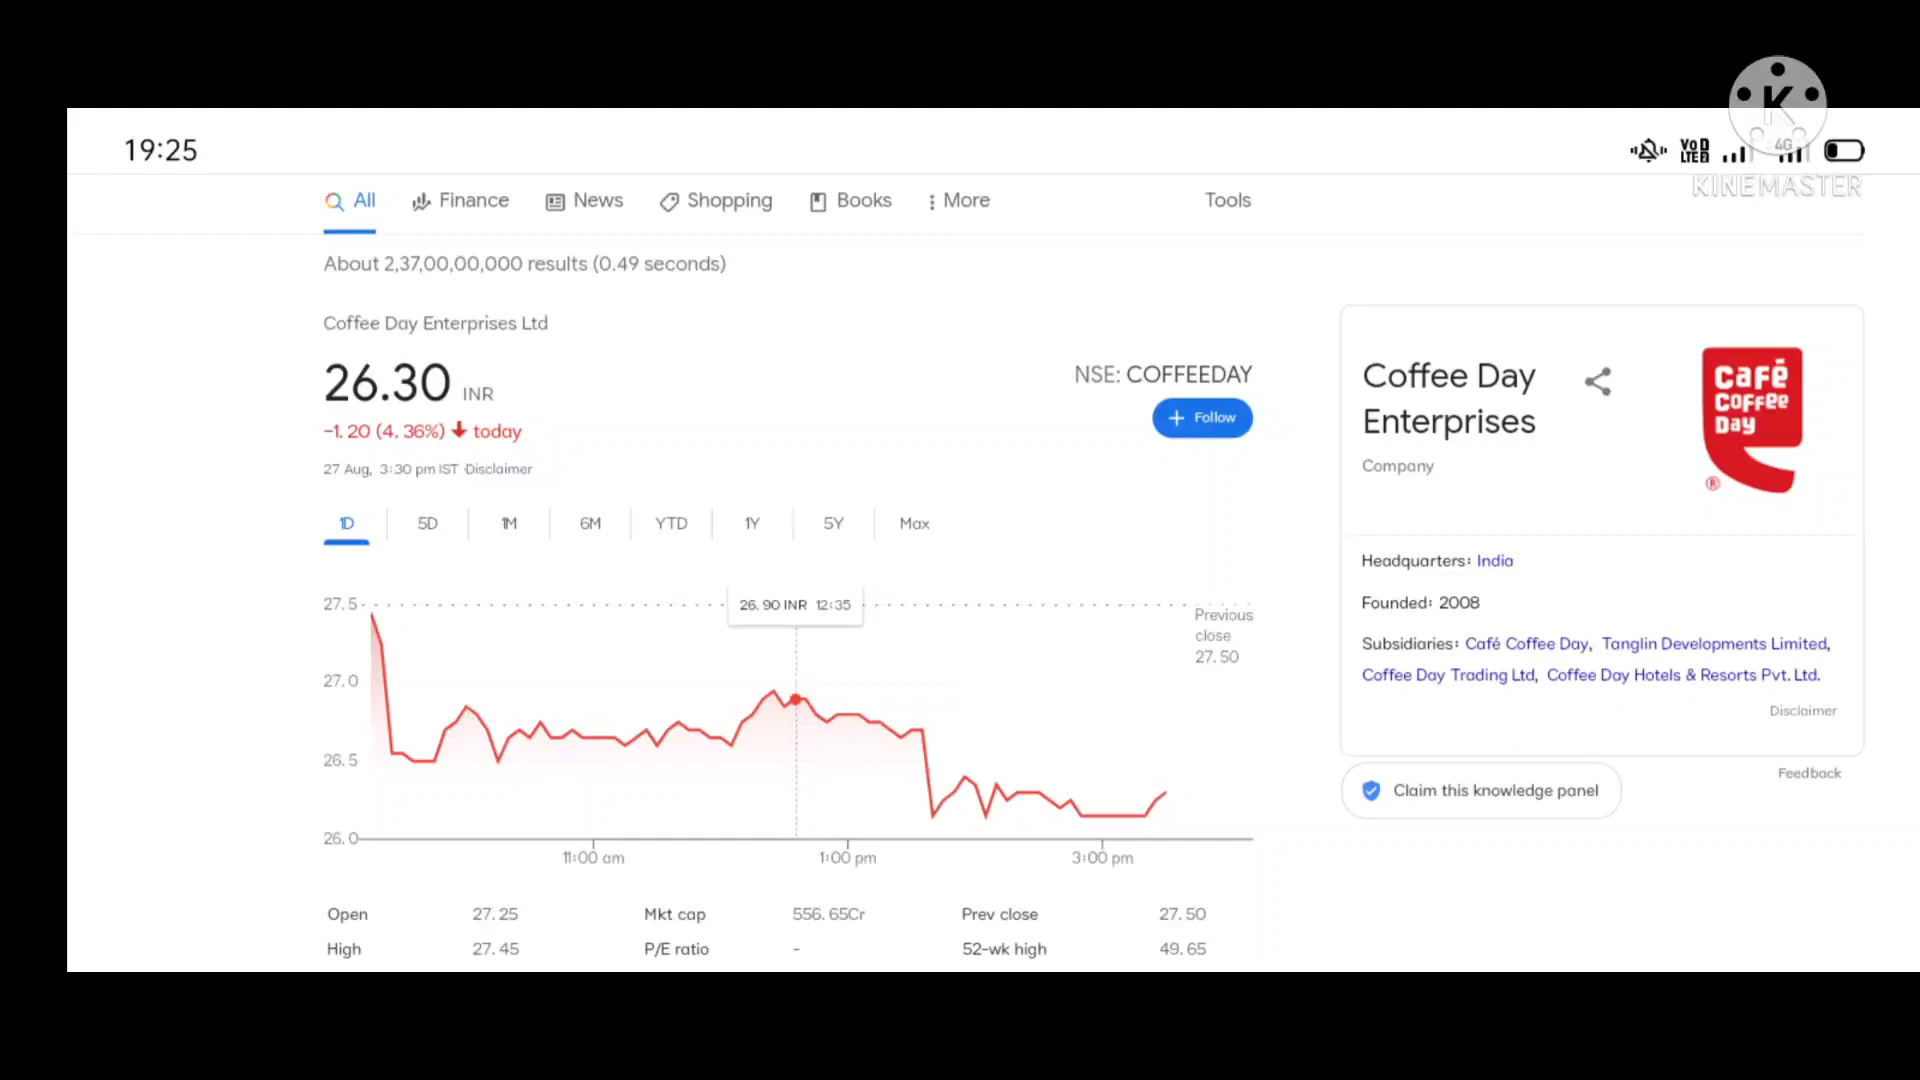 19:25
VoD LTE2 4G
K
KINEMASTER
All Finance News Shopping Books More Tools
About 2,37,00,00,000 results (0.49 seconds)
Coffee Day Enterprises Ltd
26.30 INR
NSE: COFFEEDAY
-1.20 (4.36%) today
+ Follow
27 Aug, 3:30 pm IST Disclaimer
1D 5D 1M 6M YTD 1Y 5Y Max
26.90 INR 12:35
27.5
27.0
26.5
26.0
Previous
close
27.50
11:00 am 1:00 pm 3:00 pm
Open 27.25 Mkt cap 556.65Cr Prev close 27.50
High 27.45 P/E ratio - 52-wk high 49.65
Coffee Day
Enterprises
Company
Café
Coffee
Day
®
Headquarters: India
Founded: 2008
Subsidiaries: Café Coffee Day, Tanglin Developments Limited,
Coffee Day Trading Ltd, Coffee Day Hotels & Resorts Pvt. Ltd.
Disclaimer
Feedback
Claim this knowledge panel